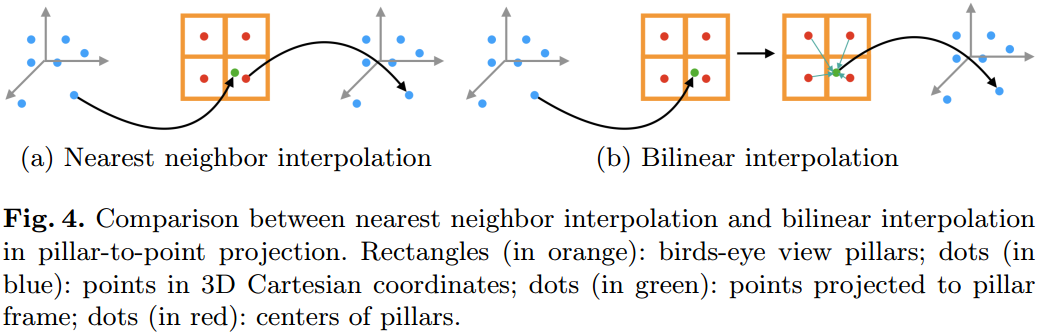 (a) Nearest neighbor interpolation
(b) Bilinear interpolation
Fig. 4. Comparison between nearest neighbor interpolation and bilinear interpolation
in pillar-to-point projection. Rectangles (in orange): birds-eye view pillars; dots (in
blue): points in 3D Cartesian coordinates; dots (in green): points projected to pillar
frame; dots (in red): centers of pillars.